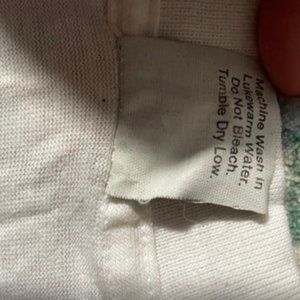 Machine Wash in
Lukewarm Water.
Do Not Bleach.
Tumble Dry Low.